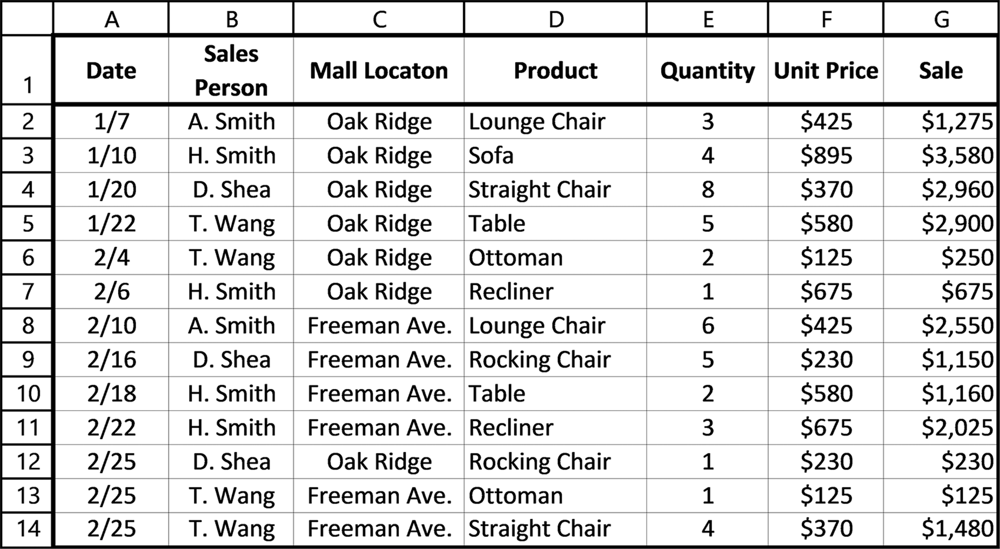 A B C D E F G
1 Date Sales Person Mall Locaton Product Quantity Unit Price Sale
2 1/7 A. Smith Oak Ridge Lounge Chair 3 $425 $1,275
3 1/10 H. Smith Oak Ridge Sofa 4 $895 $3,580
4 1/20 D. Shea Oak Ridge Straight Chair 8 $370 $2,960
5 1/22 T. Wang Oak Ridge Table 5 $580 $2,900
6 2/4 T. Wang Oak Ridge Ottoman 2 $125 $250
7 2/6 H. Smith Oak Ridge Recliner 1 $675 $675
8 2/10 A. Smith Freeman Ave. Lounge Chair 6 $425 $2,550
9 2/16 D. Shea Freeman Ave. Rocking Chair 5 $230 $1,150
10 2/18 H. Smith Freeman Ave. Table 2 $580 $1,160
11 2/22 H. Smith Freeman Ave. Recliner 3 $675 $2,025
12 2/25 D. Shea Oak Ridge Rocking Chair 1 $230 $230
13 2/25 T. Wang Freeman Ave. Ottoman 1 $125 $125
14 2/25 T. Wang Freeman Ave. Straight Chair 4 $370 $1,480